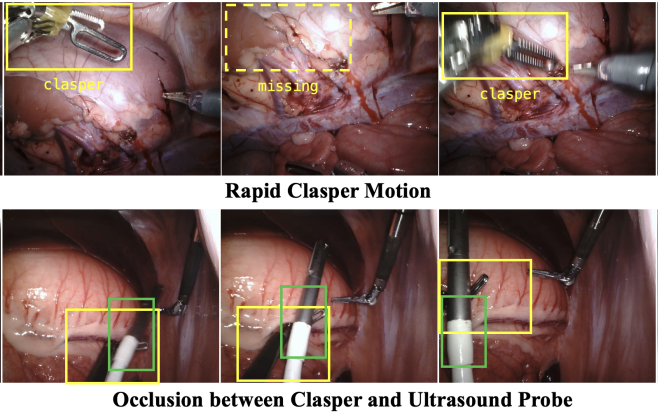 clasper
missing
clasper
Rapid Clasper Motion
Occlusion between Clasper and Ultrasound Probe